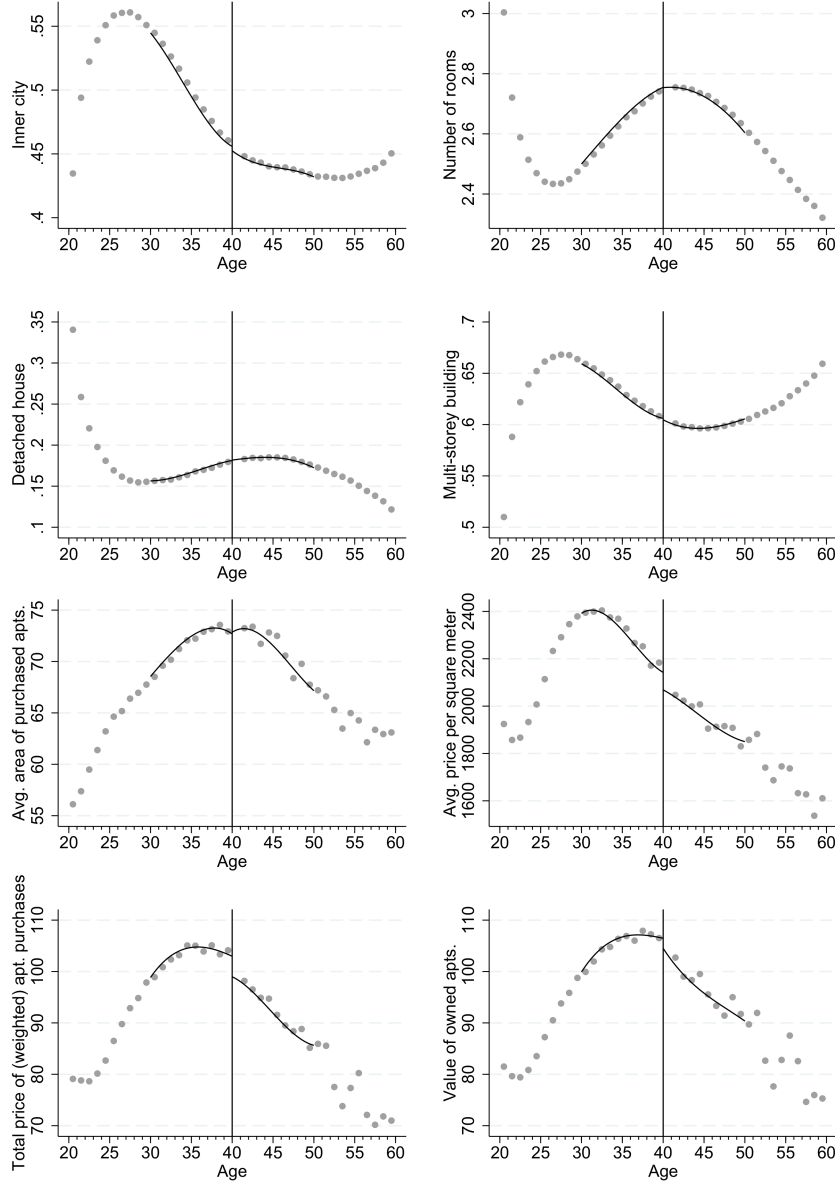 Inner city
.4 .45 .5 .55
20 25 30 35 40 45 50 55 60
Age
Number of rooms
2.4 2.6 2.8 3
20 25 30 35 40 45 50 55 60
Age
Detached house
.1 .15 .2 .25 .3 .35
20 25 30 35 40 45 50 55 60
Age
Multi-storey building
.5 .55 .6 .65 .7
20 25 30 35 40 45 50 55 60
Age
Avg. area of purchased apts.
55 60 65 70 75
20 25 30 35 40 45 50 55 60
Age
Avg. price per square meter
1600 1800 2000 2200 2400
20 25 30 35 40 45 50 55 60
Age
Total price of (weighted) apt. purchases
70 80 90 100 110
20 25 30 35 40 45 50 55 60
Age
Value of owned apts.
70 80 90 100 110
20 25 30 35 40 45 50 55 60
Age